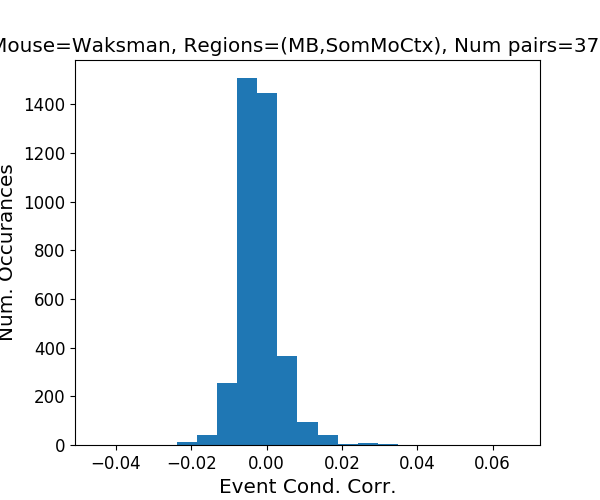 Mouse=Waksman, Regions=(MB,SomMoCtx), Num pairs=37
1400
1200
1000
800
600
400
200
0
Num. Occurances
−0.04 −0.02 0.00 0.02 0.04 0.06
Event Cond. Corr.